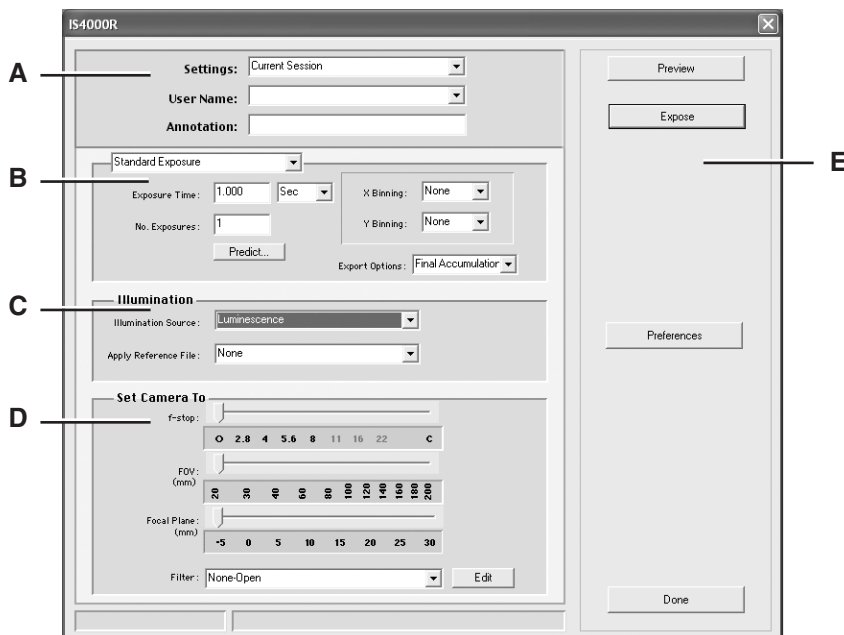 IS4000R
A
Settings: Current Session
User Name:
Annotation:
Preview
Expose
E
B
Standard Exposure
Exposure Time: 1.000 Sec
X Binning: None
No. Exposures: 1
Y Binning: None
Predict...
Export Options: Final Accumulation
C
Illumination
Illumination Source: Luminescence
Apply Reference File: None
Preferences
D
Set Camera To
f-stop:
O 2.8 4 5.6 8 11 16 22 C
FOV:
(mm)
20 30 40 60 80 100 120 140 160 180 200
Focal Plane:
(mm)
-5 0 5 10 15 20 25 30
Filter: None-Open Edit
Done